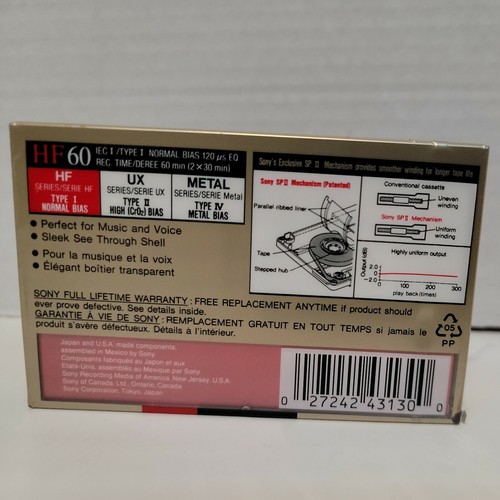 HF 60
IEC I / TYPE I NORMAL BIAS 120 µs EQ
REC. TIME/DEREE 60 min (2 × 30 min)
HF
SERIES/SERIE HF
TYPE I
NORMAL BIAS
UX
SERIES/SERIE UX
TYPE II
HIGH (CrO₂) BIAS
METAL
SERIES/SERIE Metal
TYPE IV
METAL BIAS
• Perfect for Music and Voice
• Sleek See Through Shell
• Pour la musique et la voix
• Élégant boîtier transparent
Sony's Exclusive SP II Mechanism provides smoother winding for longer tape life
Sony SPII Mechanism (Patented)
Parallel ribbed liner
Tape
Stepped hub
Conventional cassette
Uneven
winding
Sony SPII Mechanism
Uniform
winding
Highly uniform output
Output (dB)
2.0
0
-2.0
0 100 200 300
play back (times)
SONY FULL LIFETIME WARRANTY: FREE REPLACEMENT ANYTIME if product should
ever prove defective. See details inside.
GARANTIE À VIE DE SONY: REMPLACEMENT GRATUIT EN TOUT TEMPS si jamais le
produit s'avère défectueux. Détails à l'intérieur.
05
PP
Japan and U.S.A. made components,
assembled in Mexico by Sony
Composants fabriqués au Japon et aux
Etats-Unis, assemblés au Mexique par Sony.
Sony Recording Media of America, New Jersey, U.S.A
Sony of Canada, Ltd., Ontario, Canada
Sony Corporation, Tokyo, Japan
0 27242 43130 0